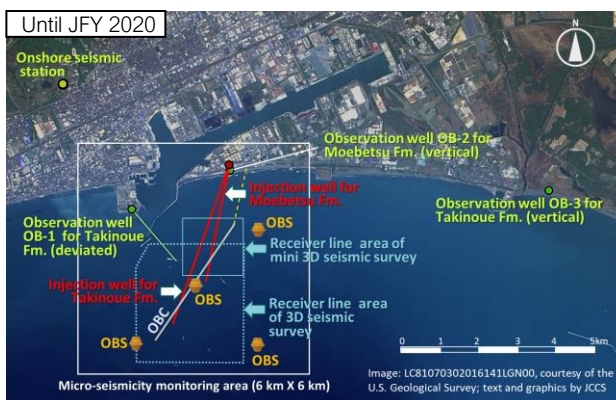 Until JFY 2020
N
Onshore seismic
station
Observation well OB-2 for
Moebetsu Fm. (vertical)
Injection well for
Moebetsu Fm.
Observation well OB-3 for
Takinoue Fm. (vertical)
Observation well
OB-1 for Takinoue
Fm. (deviated)
OBS
Receiver line area of
mini 3D seismic survey
Injection well for
Takinoue Fm.
OBS
OBC
Receiver line area
of 3D seismic
survey
OBS
OBS
0 1 2 3 4 5km
Micro-seismicity monitoring area (6 km X 6 km)
Image: LC81070302016141LGN00, courtesy of the
U.S. Geological Survey; text and graphics by JCCS